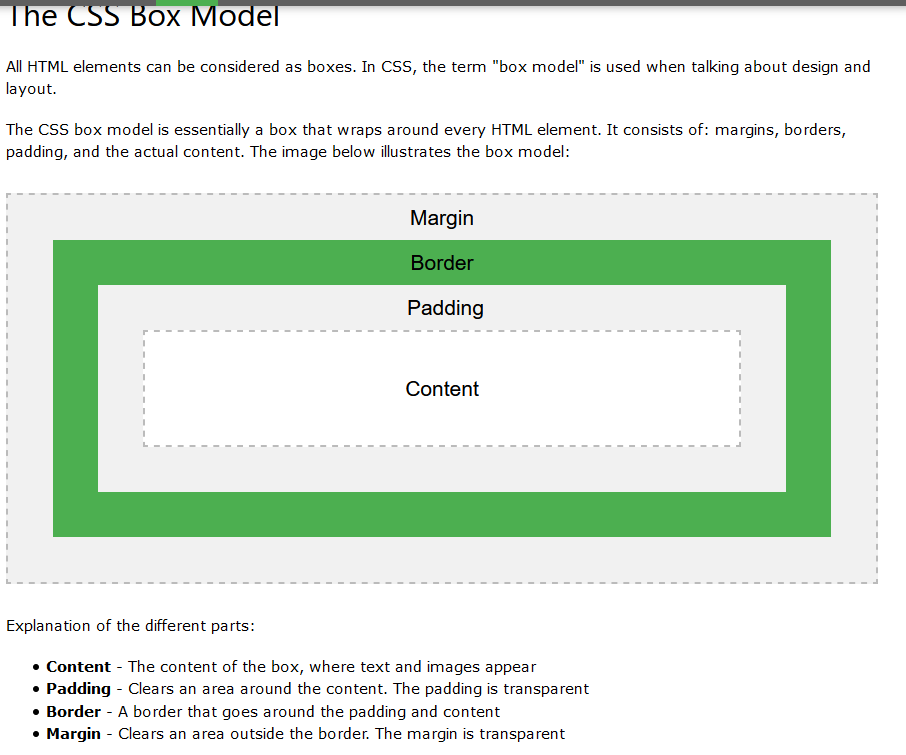 The CSS Box Model
All HTML elements can be considered as boxes. In CSS, the term "box model" is used when talking about design and
layout.
The CSS box model is essentially a box that wraps around every HTML element. It consists of: margins, borders,
padding, and the actual content. The image below illustrates the box model:
Margin
Border
Padding
Content
Explanation of the different parts:
• Content - The content of the box, where text and images appear
• Padding - Clears an area around the content. The padding is transparent
• Border - A border that goes around the padding and content
• Margin - Clears an area outside the border. The margin is transparent